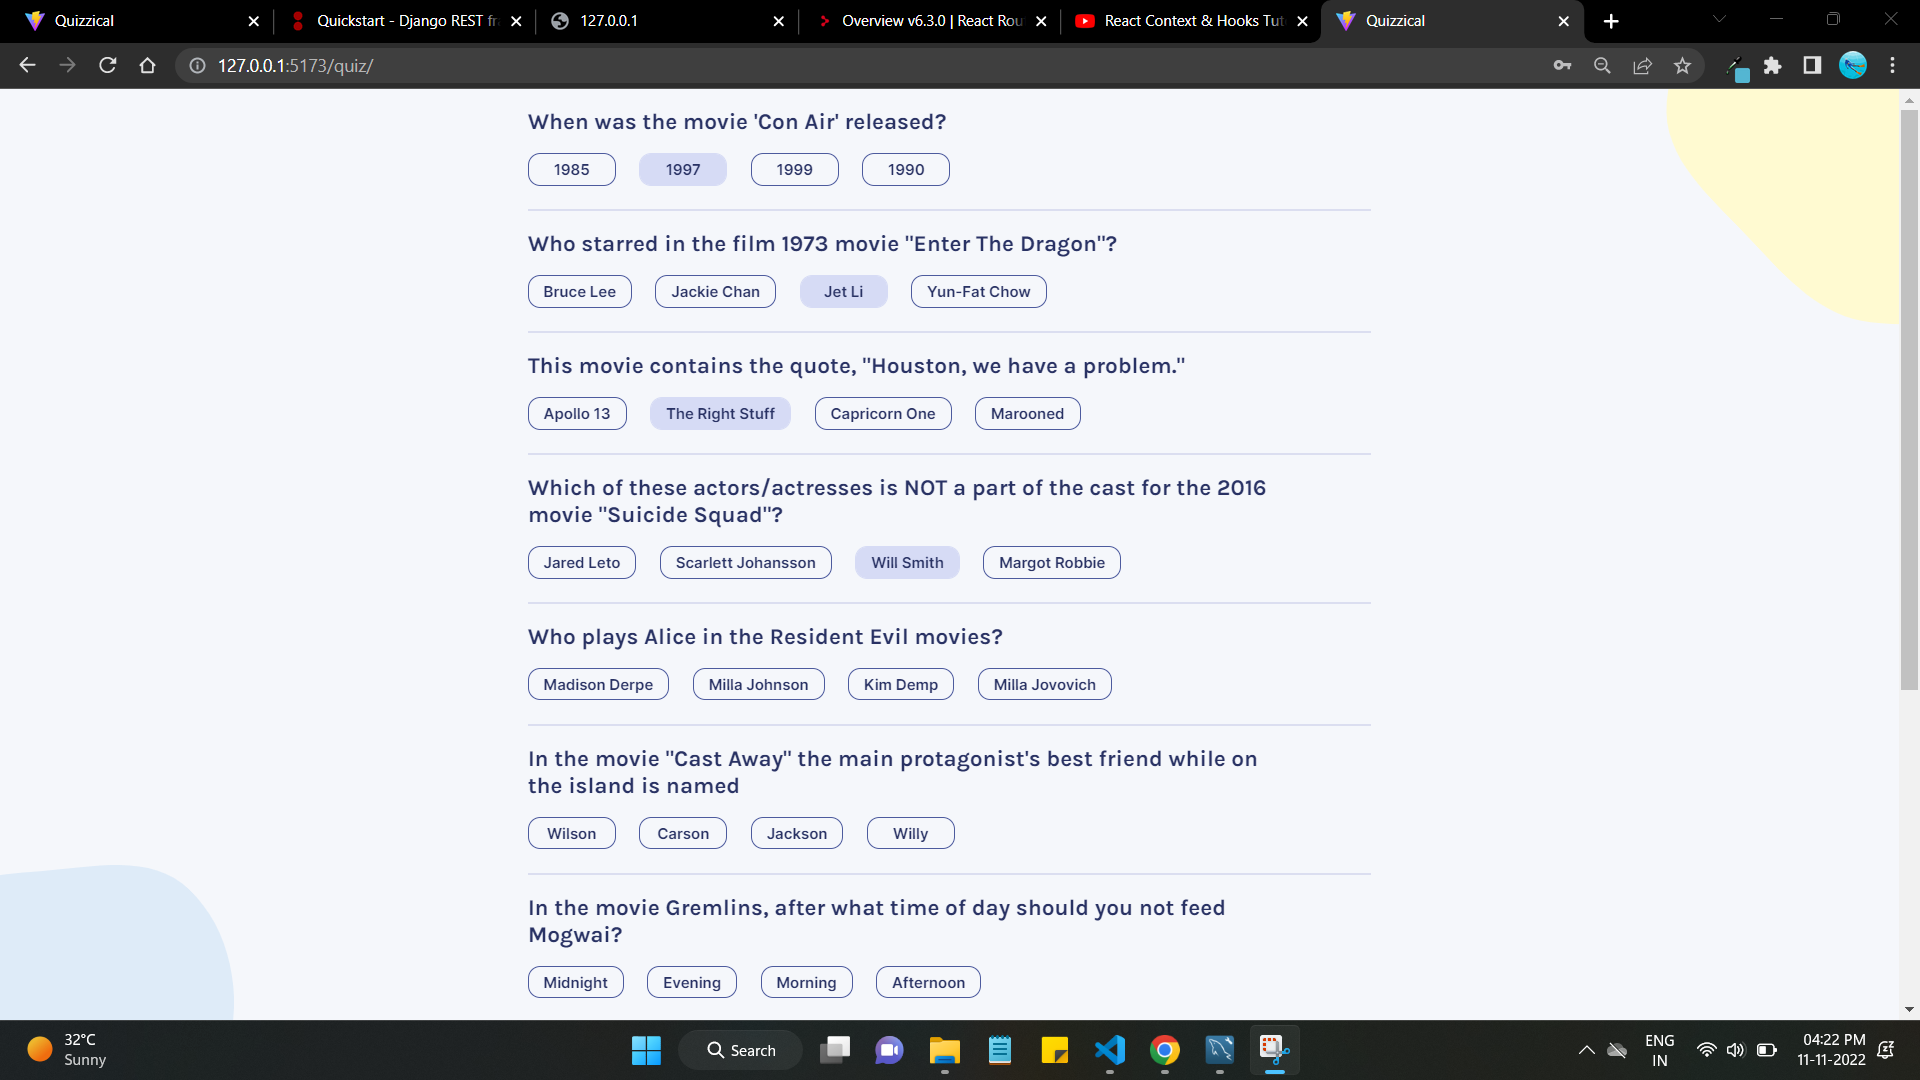 Quizzical
Quickstart - Django REST fr
127.0.0.1
Overview v6.3.0 | React Rou
React Context & Hooks Tut
Quizzical
127.0.0.1:5173/quiz/
When was the movie 'Con Air' released?
1985 1997 1999 1990
Who starred in the film 1973 movie "Enter The Dragon"?
Bruce Lee Jackie Chan Jet Li Yun-Fat Chow
This movie contains the quote, "Houston, we have a problem."
Apollo 13 The Right Stuff Capricorn One Marooned
Which of these actors/actresses is NOT a part of the cast for the 2016
movie "Suicide Squad"?
Jared Leto Scarlett Johansson Will Smith Margot Robbie
Who plays Alice in the Resident Evil movies?
Madison Derpe Milla Johnson Kim Demp Milla Jovovich
In the movie "Cast Away" the main protagonist's best friend while on
the island is named
Wilson Carson Jackson Willy
In the movie Gremlins, after what time of day should you not feed
Mogwai?
Midnight Evening Morning Afternoon
32°C
Sunny
Search
ENG
IN
04:22 PM
11-11-2022